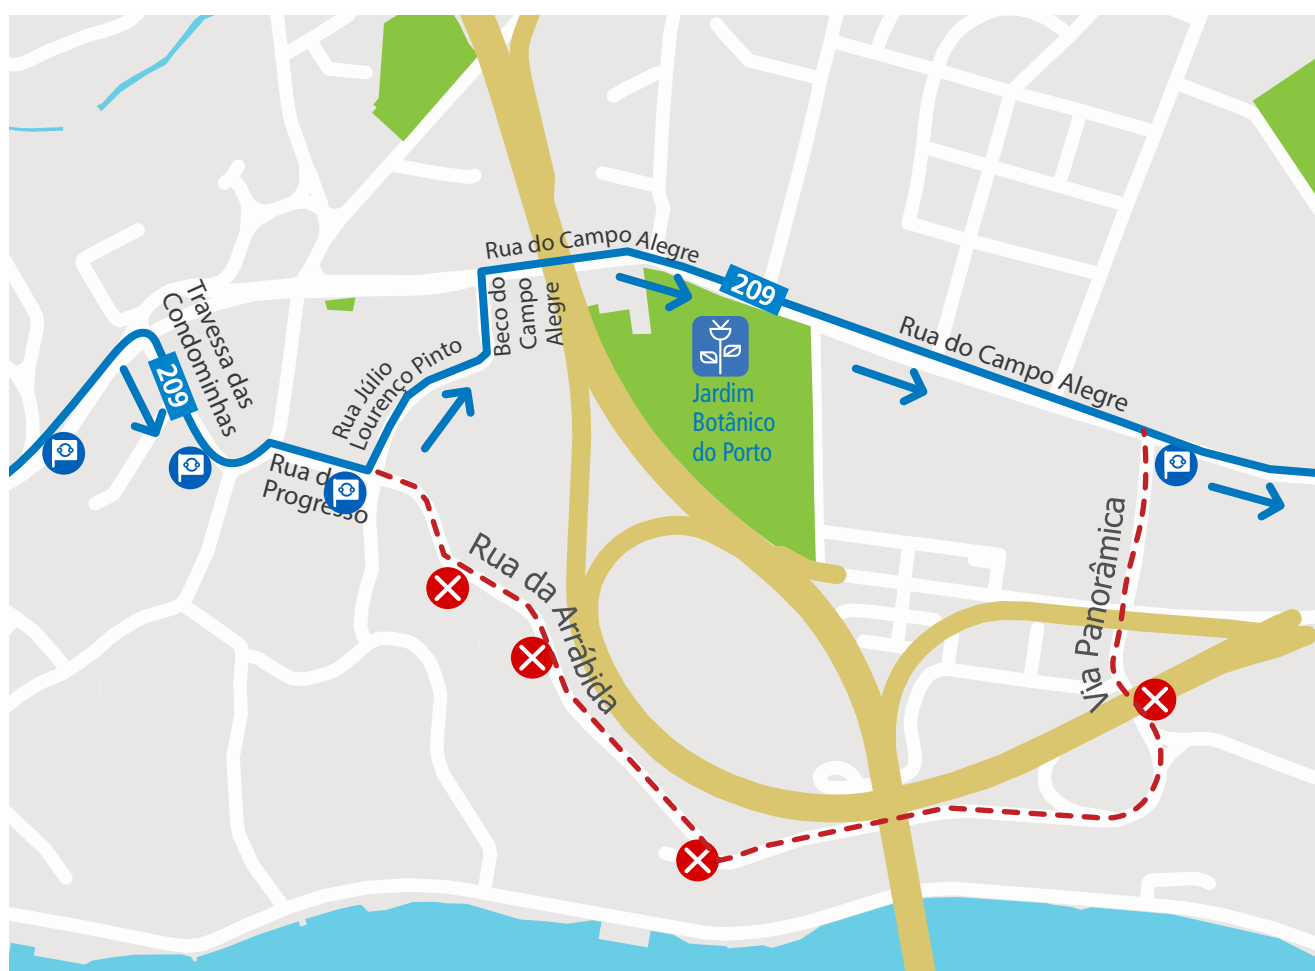 Rua do Campo Alegre
209
Travessa das
Condominhas
Beco do
Campo
Alegre
Rua do Campo Alegre
209
Rua Júlio
Lourenço Pinto
Jardim
Botânico
do Porto
Rua d
Progresso
Rua da Arrábida
Via Panorâmica